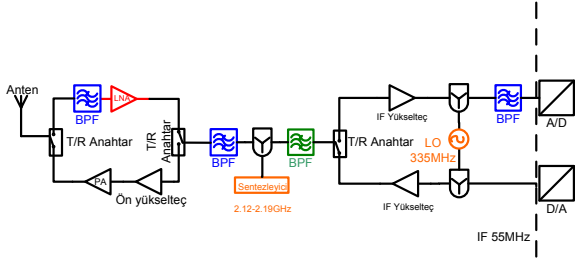 Anten
BPF
LNA
T/R Anahtar
PA
Ön yükselteç
T/R
Anahtar
BPF
Sentezleyici
2.12-2.19GHz
BPF
T/R Anahtar
IF Yükselteç
LO
335MHz
IF Yükselteç
BPF
A/D
D/A
IF 55MHz